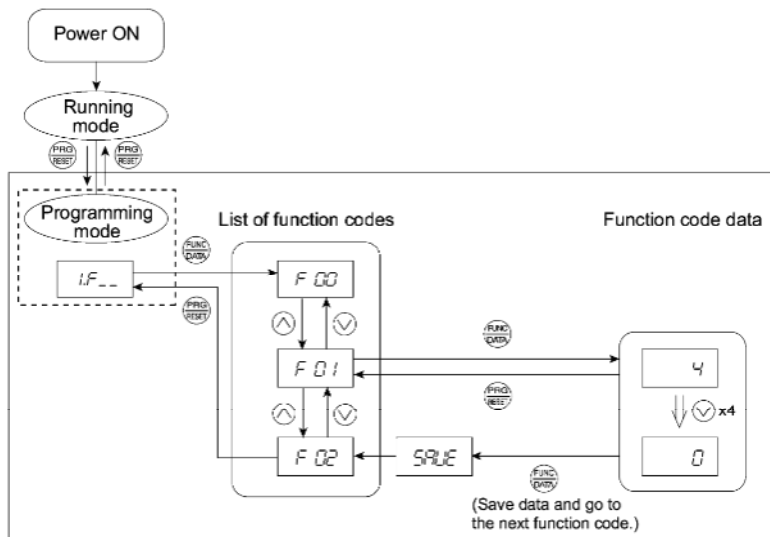 Power ON
Running
mode
PRG
RESET
PRG
RESET
Programming
mode
List of function codes
Function code data
FUNC
DATA
1.F__
F 00
PRG
RESET
FUNC
DATA
F 01
4
PRG
RESET
x4
F 02
SAVE
0
FUNC
DATA
(Save data and go to
the next function code.)